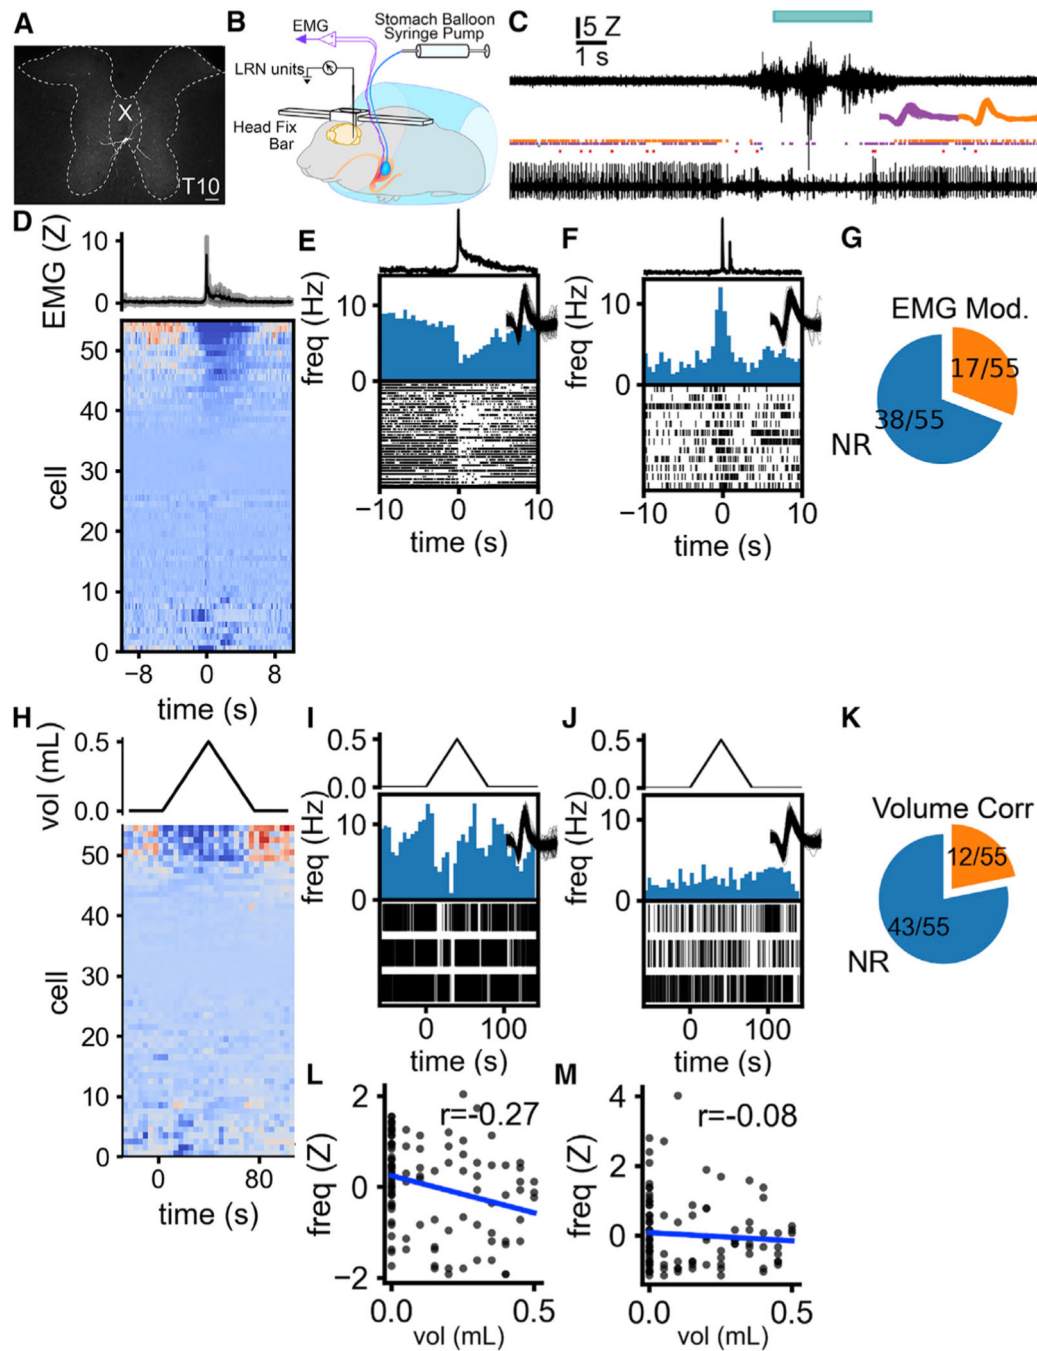 A
X
T10
B
EMG
Stomach Balloon
Syringe Pump
LRN units
Head Fix
Bar
C
5 Z
1 s
D
EMG (Z)
10
0
cell
50
40
30
20
10
0
−8
0
8
time (s)
E
freq (Hz)
10
0
−10
0
10
time (s)
F
freq (Hz)
10
0
−10
0
10
time (s)
G
EMG Mod.
17/55
38/55
NR
H
vol (mL)
0.5
0.0
cell
50
40
30
20
10
0
0
80
time (s)
I
0.5
0.0
freq (Hz)
10
0
0
100
time (s)
J
0.5
0.0
freq (Hz)
10
0
0
100
time (s)
K
Volume Corr
12/55
43/55
NR
L
r=-0.27
freq (Z)
2
0
−2
0.0
0.5
vol (mL)
M
r=-0.08
freq (Z)
4
2
0
0.0
0.5
vol (mL)